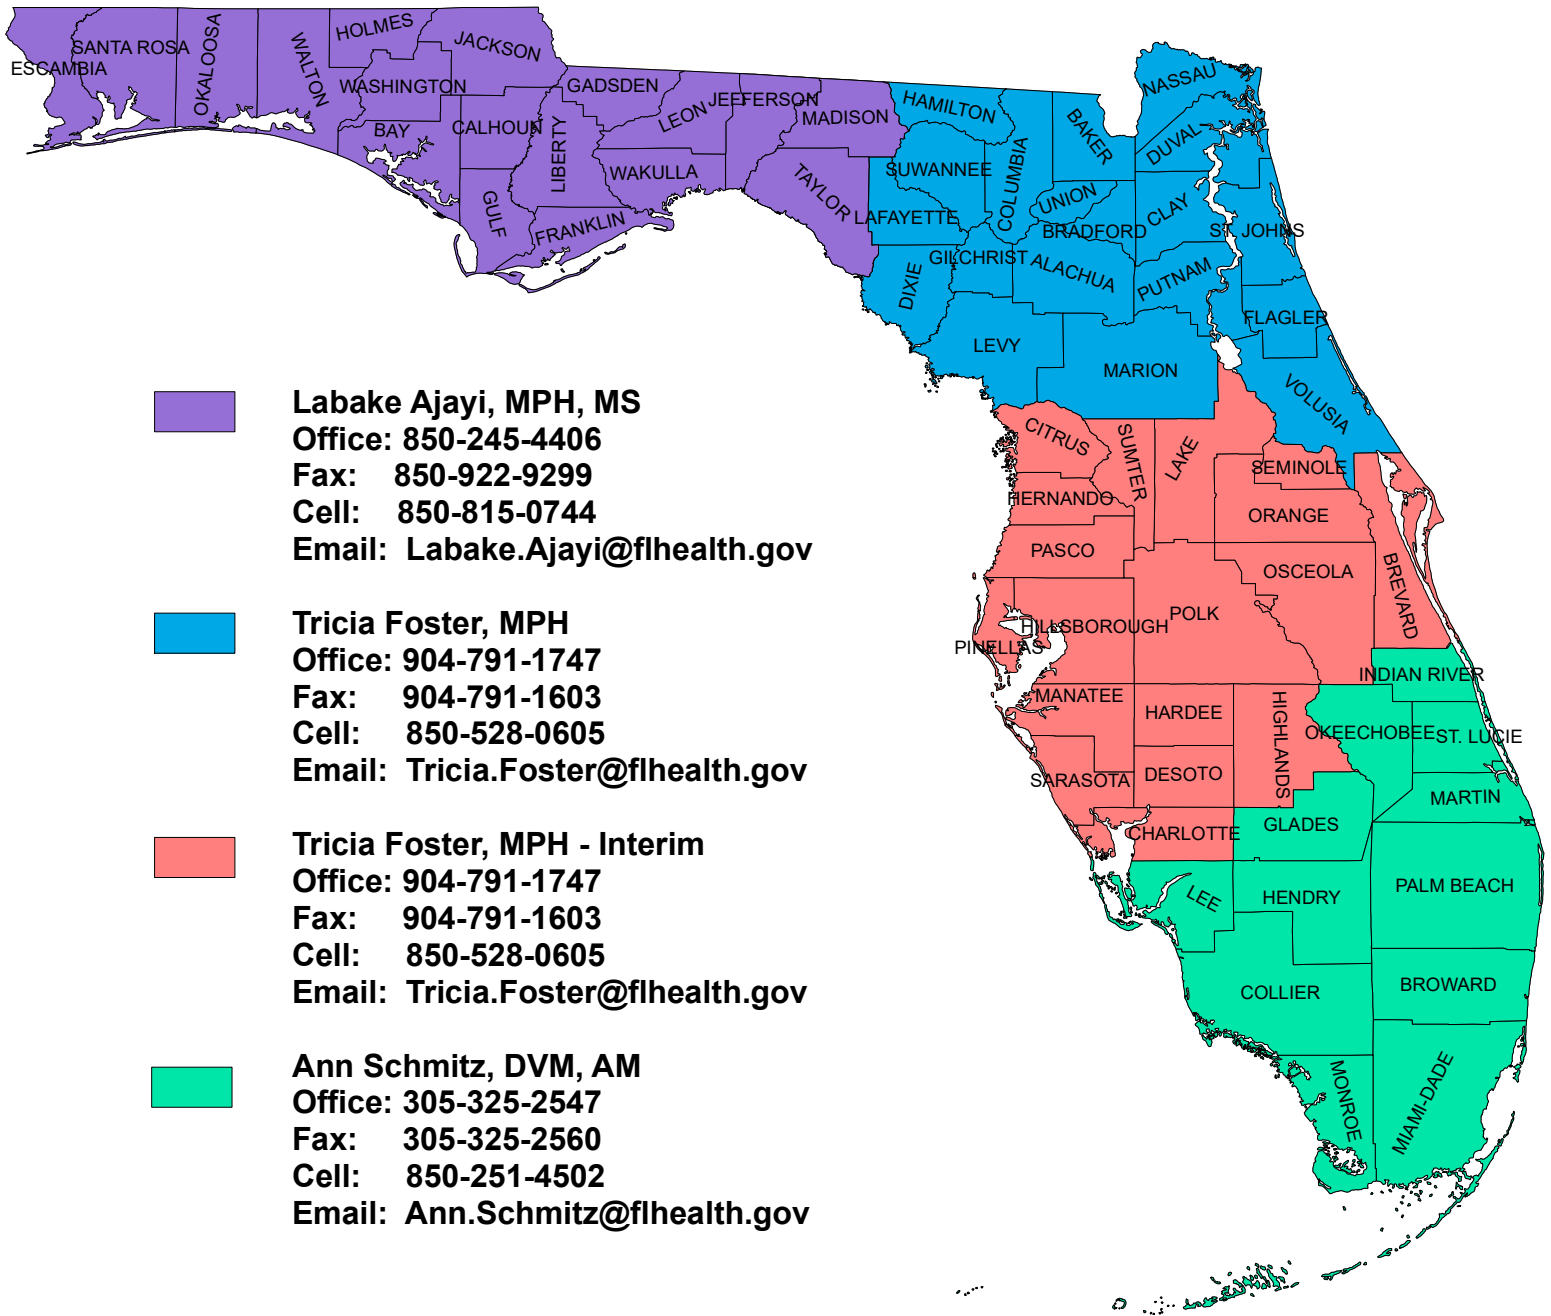 HOLMES
SANTA ROSA
OKALOOSA
WALTON
JACKSON
ESCAMBIA
WASHINGTON
GADSDEN
BAY
CALHOUN
LIBERTY
LEON
JEFFERSON
MADISON
WAKULLA
GULF
FRANKLIN
TAYLOR
HAMILTON
SUWANNEE
COLUMBIA
BAKER
NASSAU
DUVAL
LAFAYETTE
UNION
BRADFORD
CLAY
ST. JOHNS
DIXIE
GILCHRIST
ALACHUA
PUTNAM
FLAGLER
LEVY
MARION
VOLUSIA
CITRUS
SUMTER
LAKE
SEMINOLE
HERNANDO
ORANGE
PASCO
OSCEOLA
BREVARD
PINELLAS
HILLSBOROUGH
POLK
INDIAN RIVER
MANATEE
HARDEE
HIGHLANDS
OKEECHOBEE
ST. LUCIE
SARASOTA
DESOTO
MARTIN
CHARLOTTE
GLADES
LEE
HENDRY
PALM BEACH
COLLIER
BROWARD
MONROE
MIAMI-DADE
Labake Ajayi, MPH, MS
Office: 850-245-4406
Fax: 850-922-9299
Cell: 850-815-0744
Email: Labake.Ajayi@flhealth.gov
Tricia Foster, MPH
Office: 904-791-1747
Fax: 904-791-1603
Cell: 850-528-0605
Email: Tricia.Foster@flhealth.gov
Tricia Foster, MPH - Interim
Office: 904-791-1747
Fax: 904-791-1603
Cell: 850-528-0605
Email: Tricia.Foster@flhealth.gov
Ann Schmitz, DVM, AM
Office: 305-325-2547
Fax: 305-325-2560
Cell: 850-251-4502
Email: Ann.Schmitz@flhealth.gov